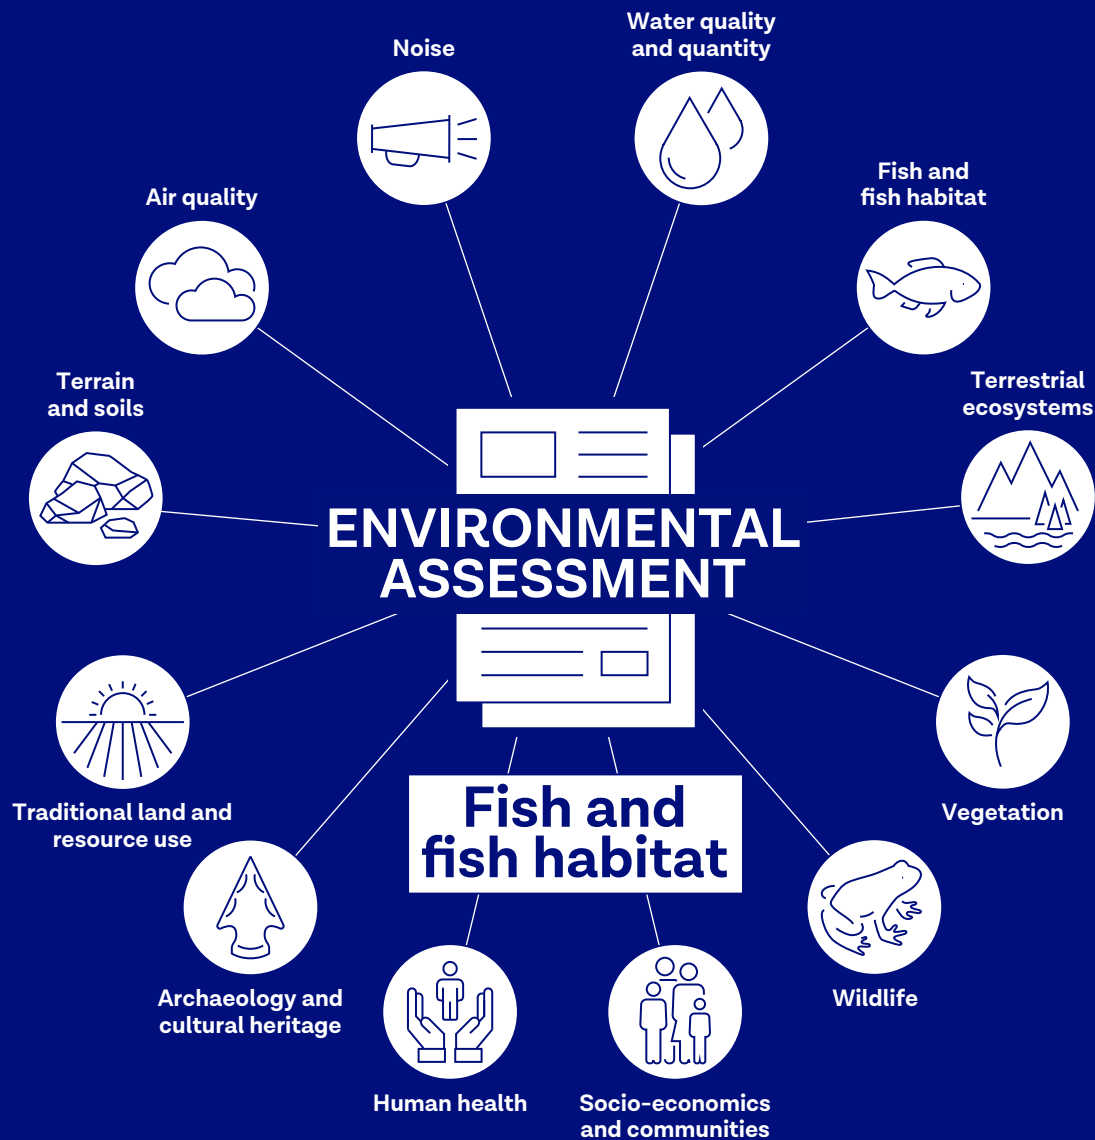 Water quality
and quantity
Noise
Fish and
fish habitat
Air quality
Terrestrial
ecosystems
Terrain
and soils
ENVIRONMENTAL
ASSESSMENT
Traditional land and
resource use
Fish and
fish habitat
Vegetation
Archaeology and
cultural heritage
Wildlife
Human health
Socio-economics
and communities